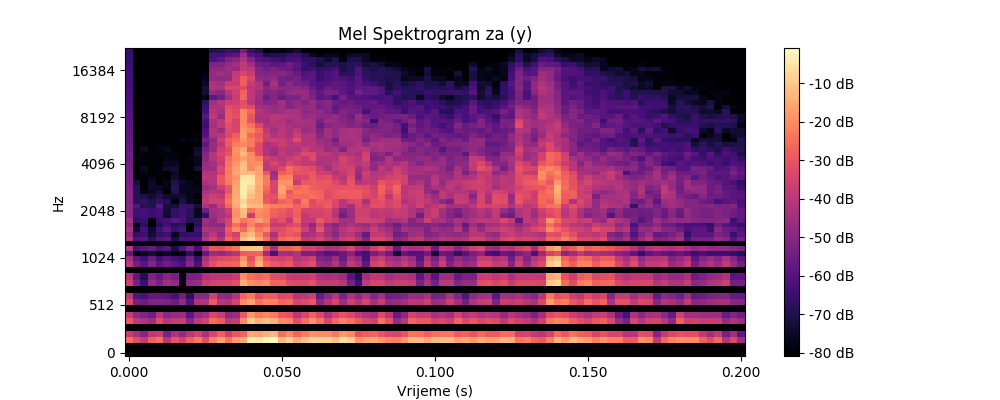 Mel Spektrogram za (y)
Hz
16384
8192
4096
2048
1024
512
0
0.000 0.050 0.100 0.150 0.200
Vrijeme (s)
-10 dB
-20 dB
-30 dB
-40 dB
-50 dB
-60 dB
-70 dB
-80 dB